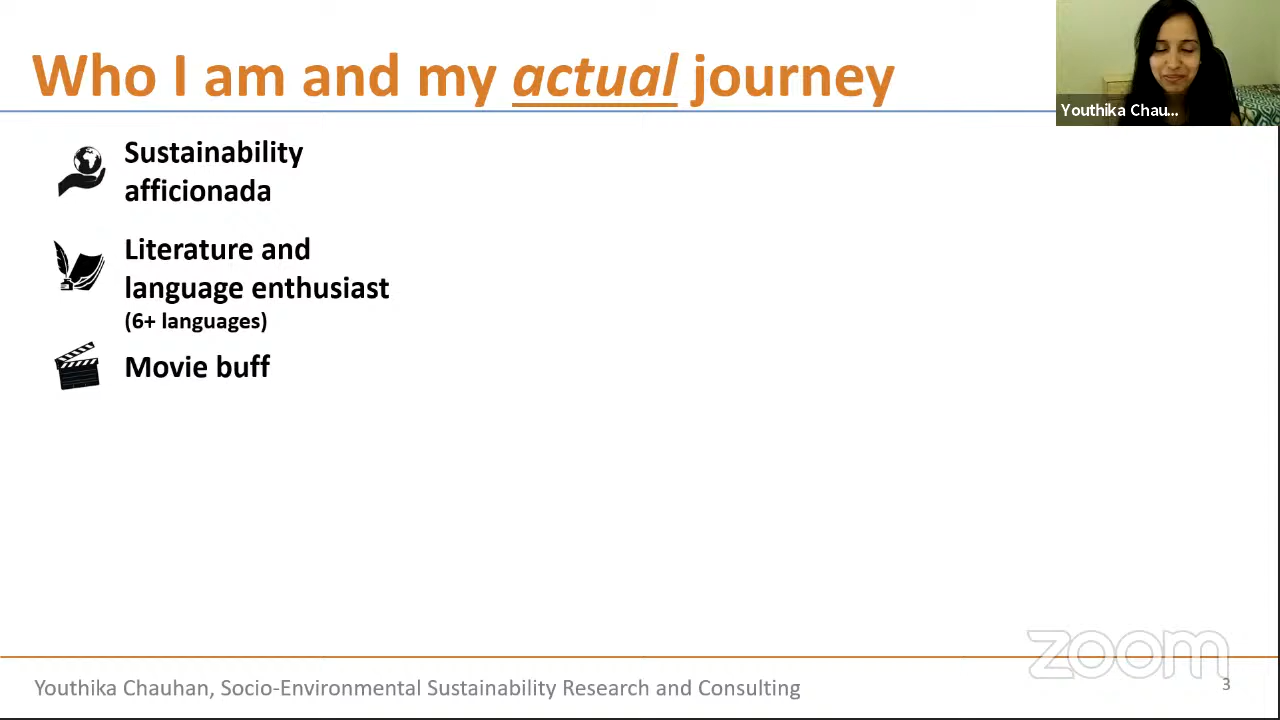 Who I am and my actual journey
Youthika Chau...
Sustainability
afficionada
Literature and
language enthusiast
(6+ languages)
Movie buff
zoom
Youthika Chauhan, Socio-Environmental Sustainability Research and Consulting
3